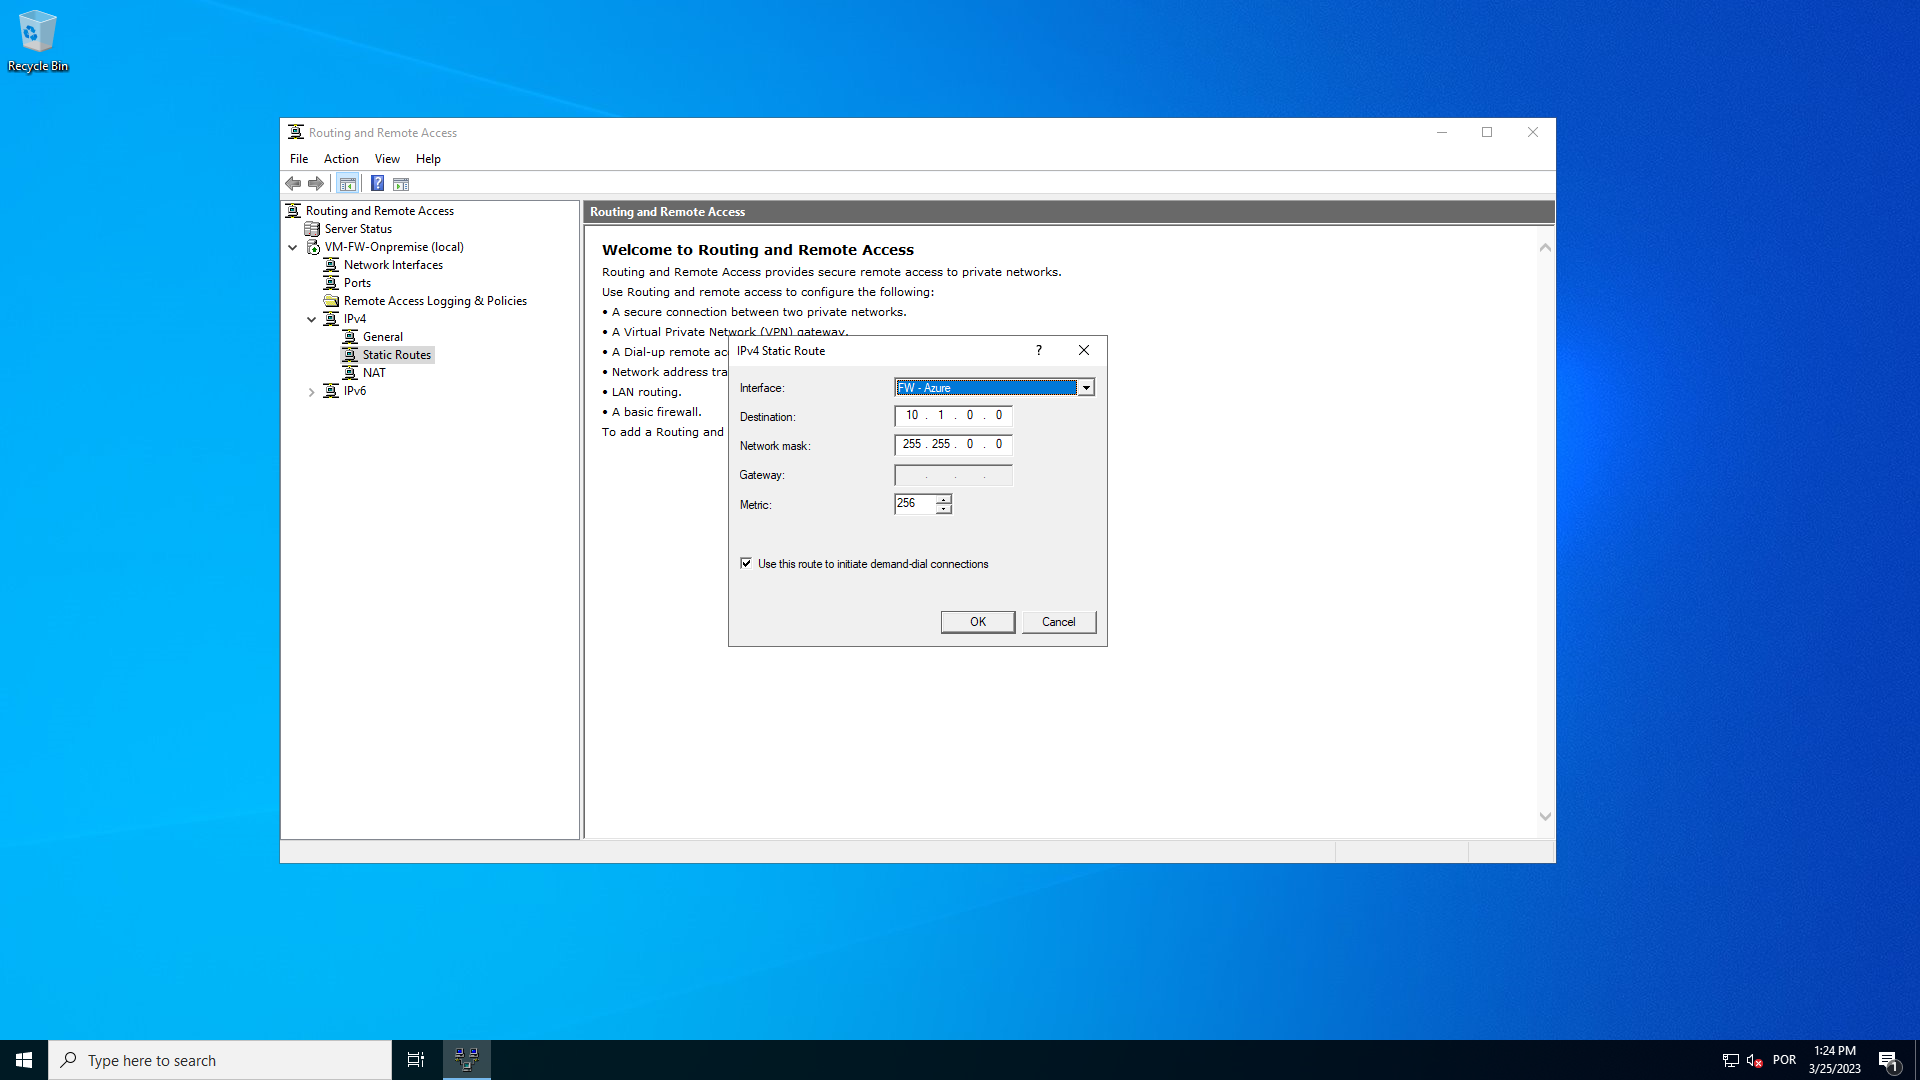 Recycle Bin
Routing and Remote Access
File Action View Help
Routing and Remote Access
Server Status
VM-FW-Onpremise (local)
Network Interfaces
Ports
Remote Access Logging & Policies
IPv4
General
Static Routes
NAT
IPv6
Routing and Remote Access
Welcome to Routing and Remote Access
Routing and Remote Access provides secure remote access to private networks.
Use Routing and remote access to configure the following:
• A secure connection between two private networks.
• A Virtual Private Network (VPN) gateway.
• A Dial-up remote ac
• Network address tra
• LAN routing.
• A basic firewall.
To add a Routing and
IPv4 Static Route
?
Interface: FW - Azure
Destination: 10 . 1 . 0 . 0
Network mask: 255 . 255 . 0 . 0
Gateway: . . .
Metric: 256
Use this route to initiate demand-dial connections
OK Cancel
Type here to search
POR
1:24 PM
3/25/2023
1